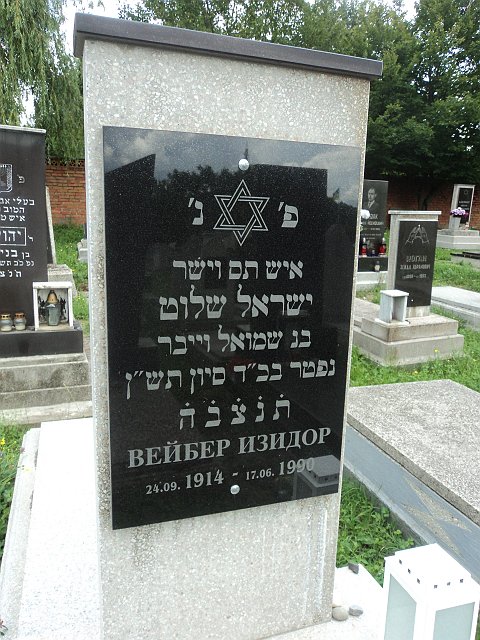 פ' נ'
איש תם וישר
ישראל שלוט
בן שמואל וייבר
נפטר בכ"ד סיון תש"ן
ת נ צ ב ה
ВЕЙБЕР ИЗИДОР
24.09. 1914 - 17.06. 1990